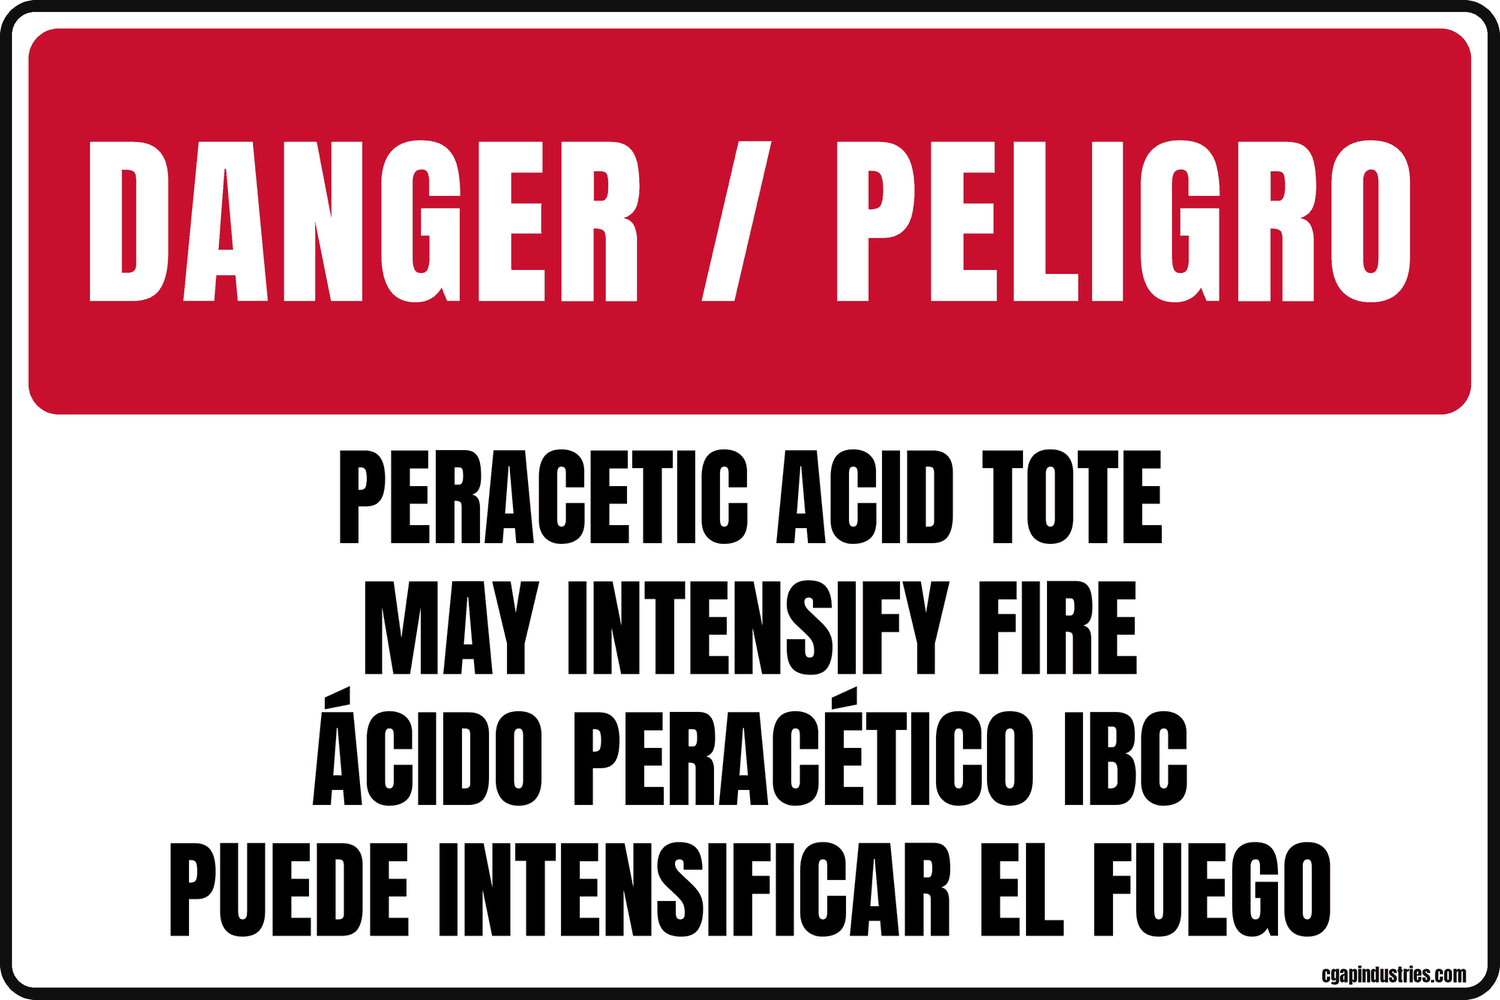 DANGER / PELIGRO
PERACETIC ACID TOTE
MAY INTENSIFY FIRE
ÁCIDO PERACÉTICO IBC
PUEDE INTENSIFICAR EL FUEGO
cgapindustries.com